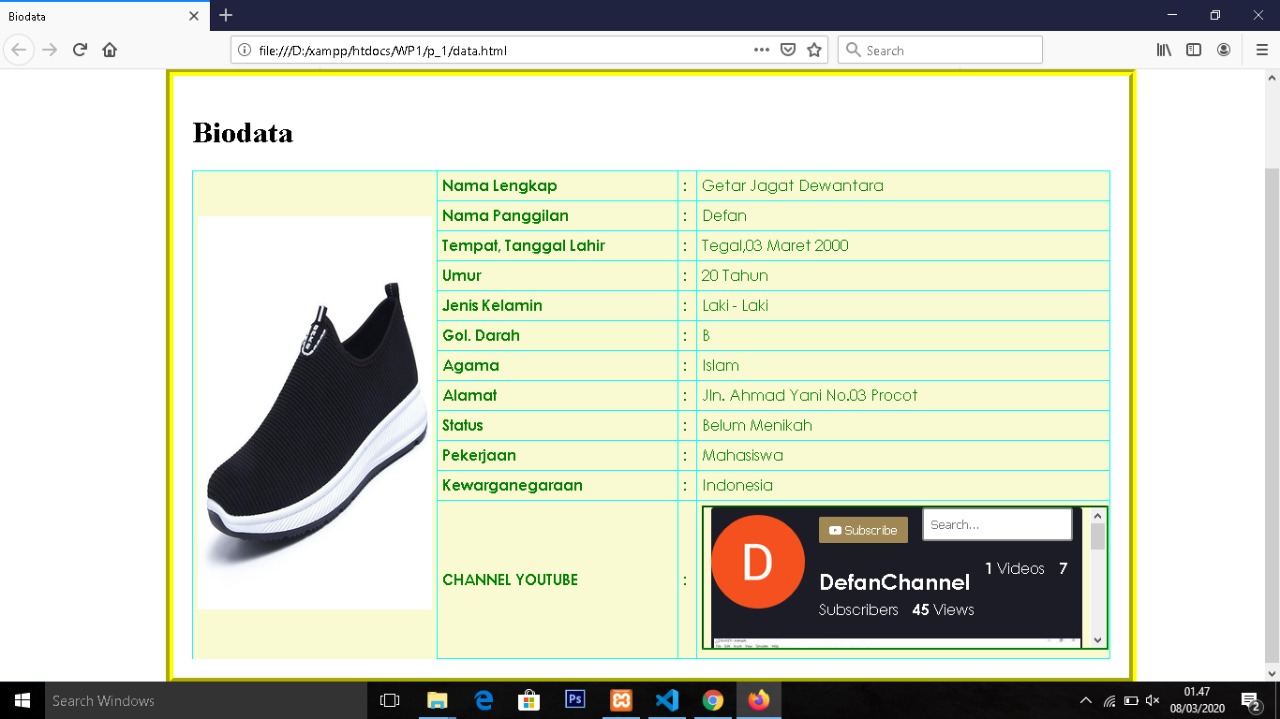 Biodata
file:///D:/xampp/htdocs/WP1/p_1/data.html
Search
Biodata
Nama Lengkap : Getar Jagat Dewantara
Nama Panggilan : Defan
Tempat, Tanggal Lahir : Tegal,03 Maret 2000
Umur : 20 Tahun
Jenis Kelamin : Laki - Laki
Gol. Darah : B
Agama : Islam
Alamat : Jln. Ahmad Yani No.03 Procot
Status : Belum Menikah
Pekerjaan : Mahasiswa
Kewarganegaraan : Indonesia
CHANNEL YOUTUBE :
D
Subscribe
Search...
DefanChannel 1 Videos 7
Subscribers 45 Views
Search Windows
Ps
01.47
08/03/2020
2